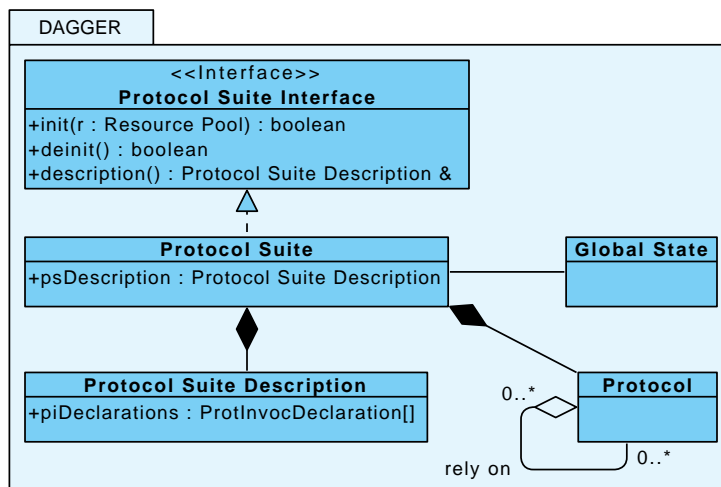 DAGGER
<<Interface>>
Protocol Suite Interface
+init(r : Resource Pool) : boolean
+deinit() : boolean
+description() : Protocol Suite Description &
Protocol Suite
+psDescription : Protocol Suite Description
Global State
Protocol Suite Description
+piDeclarations : ProtInvocDeclaration[]
Protocol
0..*
0..*
rely on